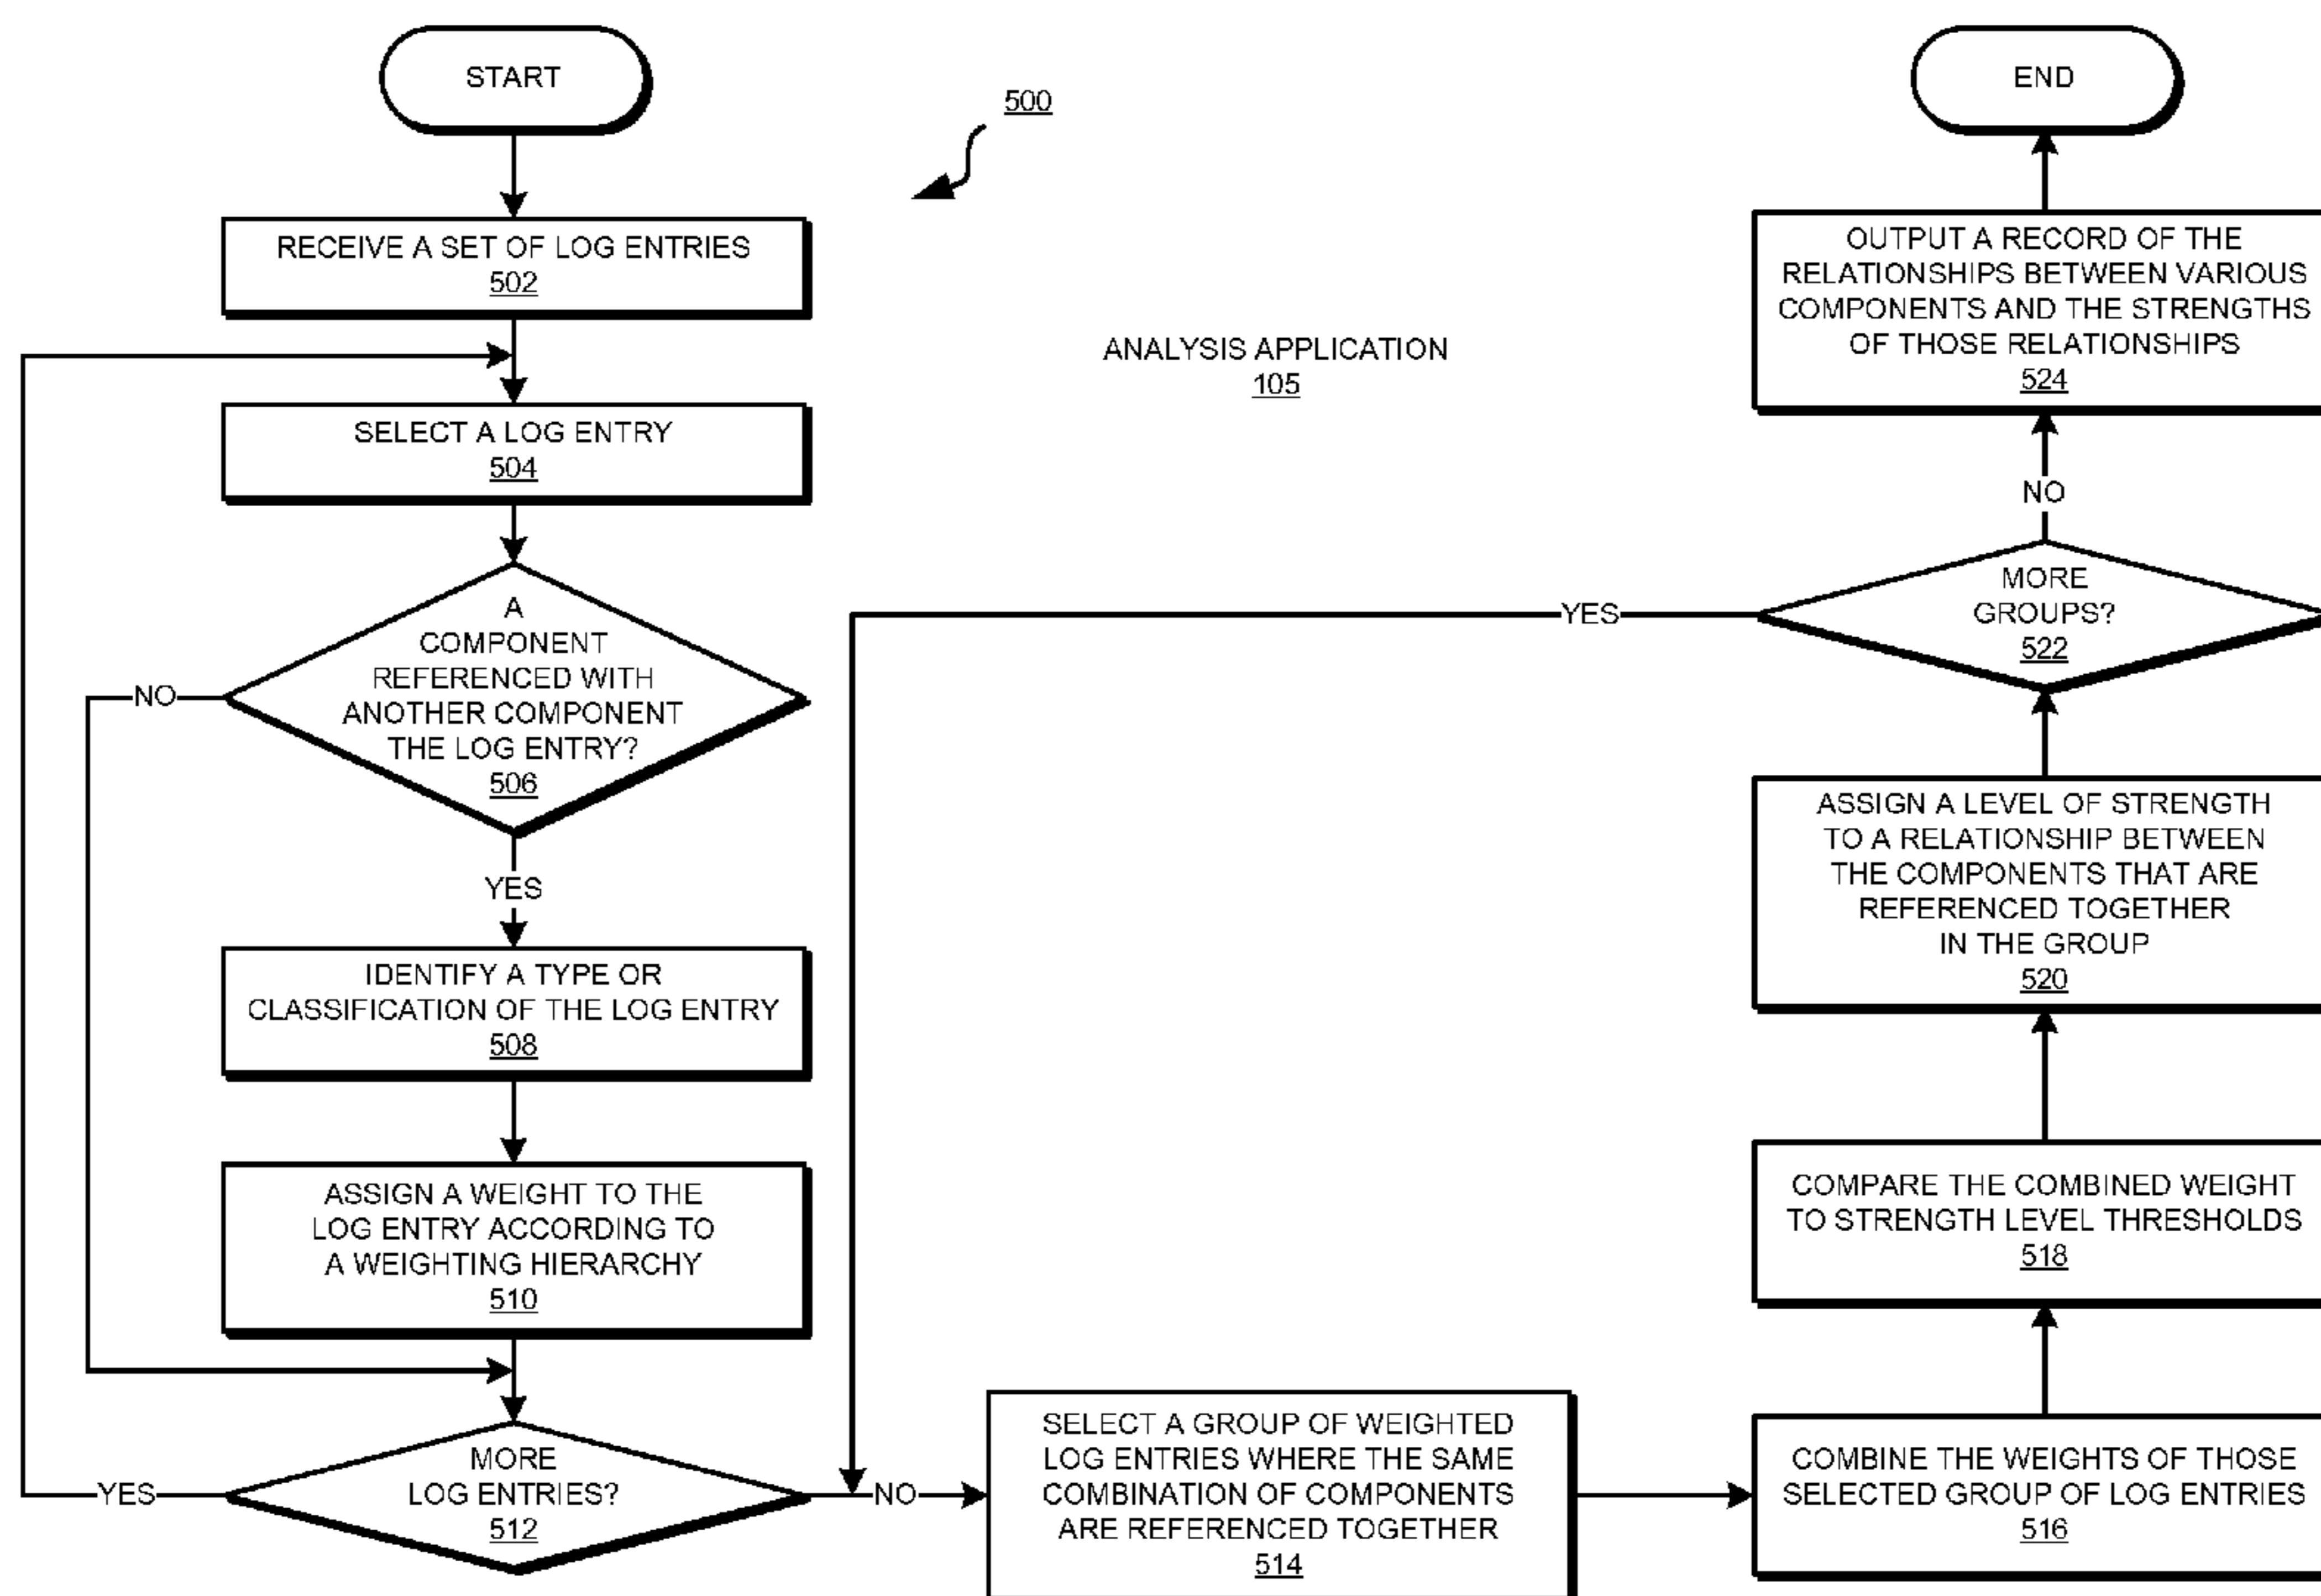 START
500
RECEIVE A SET OF LOG ENTRIES
502
SELECT A LOG ENTRY
504
A
COMPONENT
REFERENCED WITH
ANOTHER COMPONENT
THE LOG ENTRY?
506
NO
YES
IDENTIFY A TYPE OR
CLASSIFICATION OF THE LOG ENTRY
508
ASSIGN A WEIGHT TO THE
LOG ENTRY ACCORDING TO
A WEIGHTING HIERARCHY
510
MORE
LOG ENTRIES?
512
YES
NO
ANALYSIS APPLICATION
105
SELECT A GROUP OF WEIGHTED
LOG ENTRIES WHERE THE SAME
COMBINATION OF COMPONENTS
ARE REFERENCED TOGETHER
514
COMBINE THE WEIGHTS OF THOSE
SELECTED GROUP OF LOG ENTRIES
516
COMPARE THE COMBINED WEIGHT
TO STRENGTH LEVEL THRESHOLDS
518
ASSIGN A LEVEL OF STRENGTH
TO A RELATIONSHIP BETWEEN
THE COMPONENTS THAT ARE
REFERENCED TOGETHER
IN THE GROUP
520
MORE
GROUPS?
522
YES
NO
OUTPUT A RECORD OF THE
RELATIONSHIPS BETWEEN VARIOUS
COMPONENTS AND THE STRENGTHS
OF THOSE RELATIONSHIPS
524
END